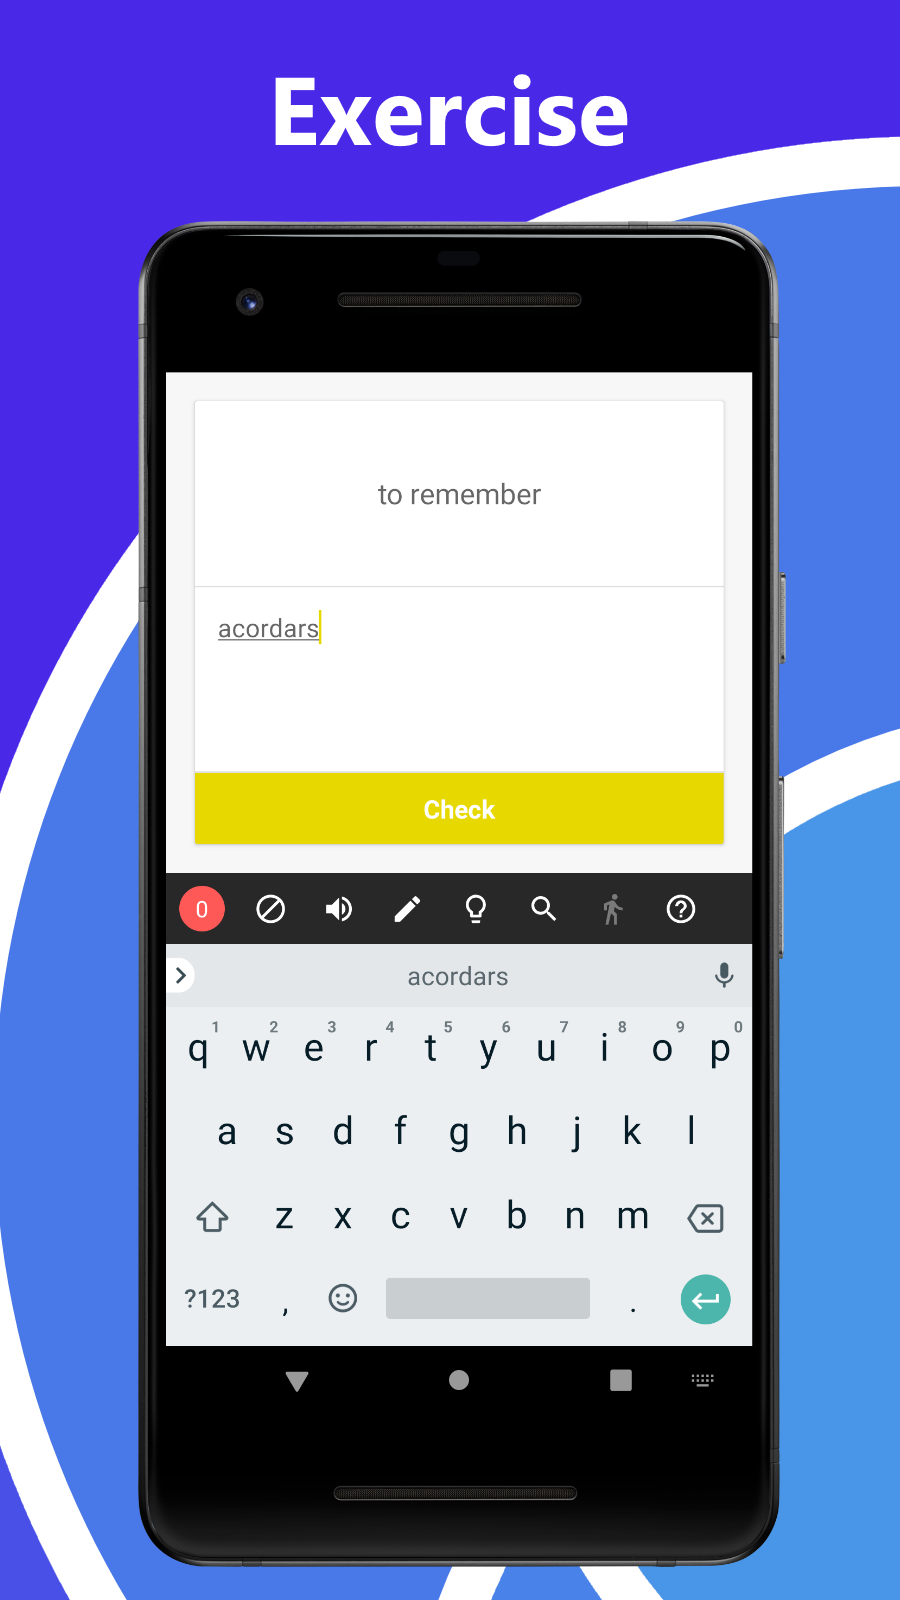 Exercise
to remember
acordars
Check
0
acordars
1 2 3 4 5 6 7 8 9 0
q w e r t y u i o p
a s d f g h j k l
z x c v b n m
?123 , .